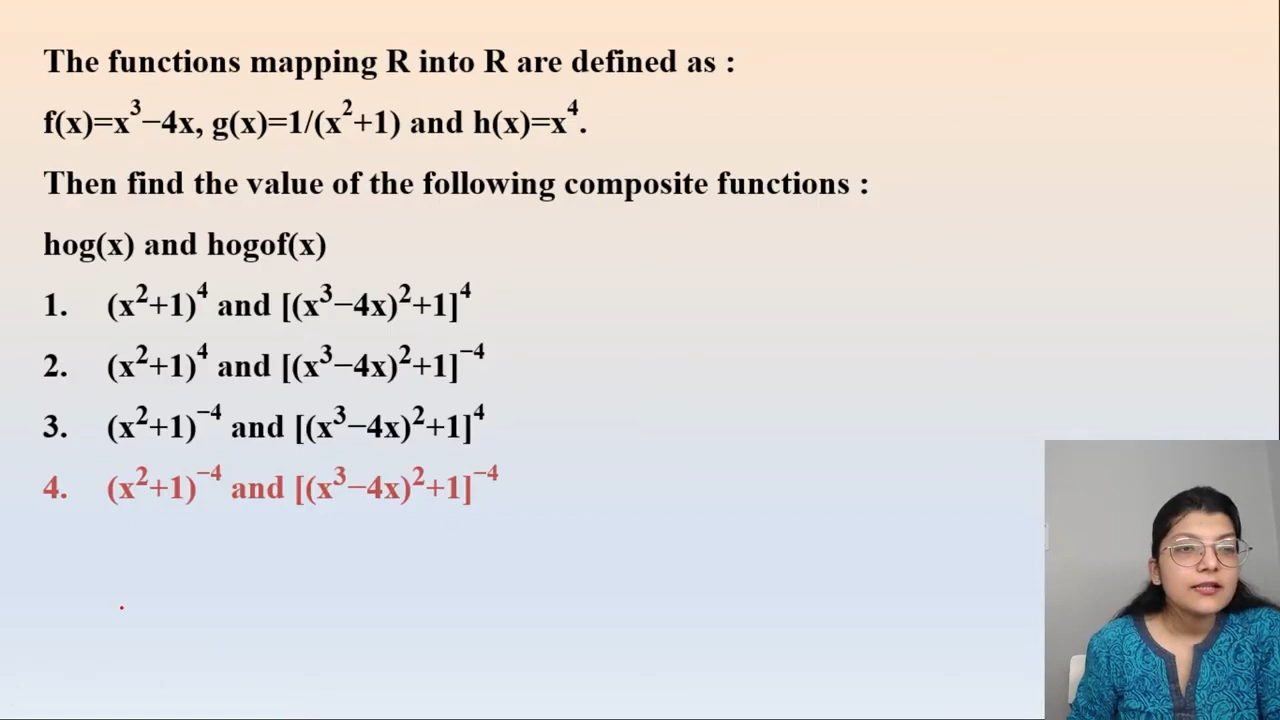 The functions mapping R into R are defined as :
f(x)=x³−4x, g(x)=1/(x²+1) and h(x)=x⁴.
Then find the value of the following composite functions :
hog(x) and hogof(x)
1. (x²+1)⁴ and [(x³−4x)²+1]⁴
2. (x²+1)⁴ and [(x³−4x)²+1]⁻⁴
3. (x²+1)⁻⁴ and [(x³−4x)²+1]⁴
4. (x²+1)⁻⁴ and [(x³−4x)²+1]⁻⁴